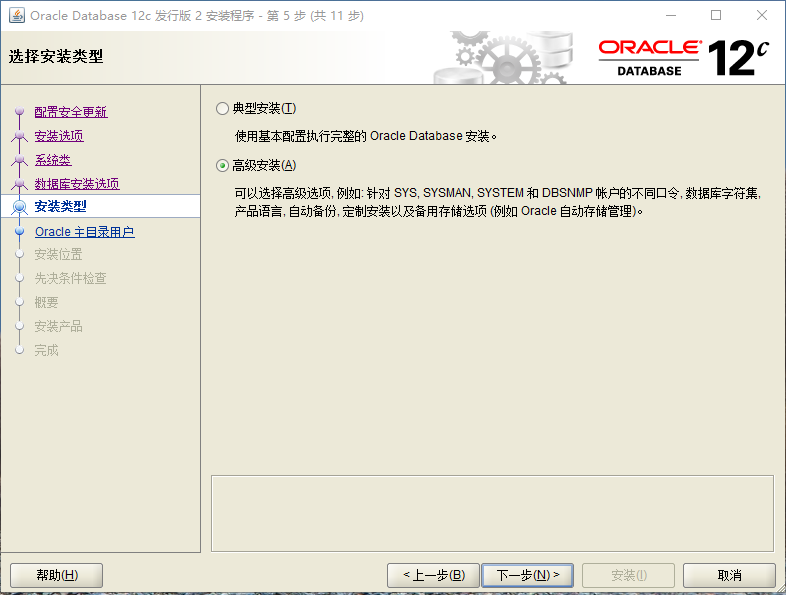 Oracle Database 12c 发行版 2 安装程序 - 第 5 步 (共 11 步)
选择安装类型
ORACLE
DATABASE
12c
配置安全更新
安装选项
系统类
数据库安装选项
安装类型
Oracle 主目录用户
安装位置
先决条件检查
概要
安装产品
完成
典型安装(T)
使用基本配置执行完整的 Oracle Database 安装。
高级安装(A)
可以选择高级选项, 例如: 针对 SYS, SYSMAN, SYSTEM 和 DBSNMP 帐户的不同口令, 数据库字符集,
产品语言, 自动备份, 定制安装以及备用存储选项 (例如 Oracle 自动存储管理)。
帮助(H)
< 上一步(B)
下一步(N) >
安装(I)
取消